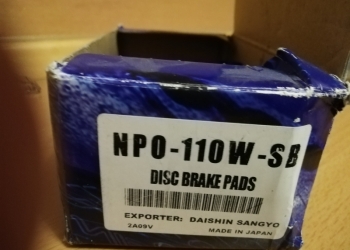 NPO-110W-SB
DISC BRAKE PADS
EXPORTER: DAISHIN SANGYO
2A09V MADE IN JAPAN